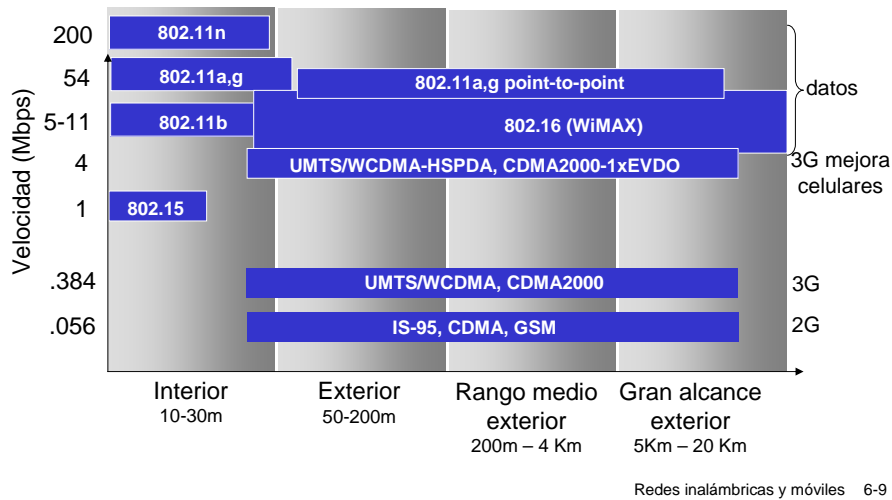 200
802.11n
54
802.11a,g
802.11a,g point-to-point
datos
5-11
802.11b
802.16 (WiMAX)
4
UMTS/WCDMA-HSPDA, CDMA2000-1xEVDO
3G mejora
celulares
1
802.15
.384
UMTS/WCDMA, CDMA2000
3G
.056
IS-95, CDMA, GSM
2G
Velocidad (Mbps)
Interior
10-30m
Exterior
50-200m
Rango medio
exterior
200m – 4 Km
Gran alcance
exterior
5Km – 20 Km
Redes inalámbricas y móviles 6-9